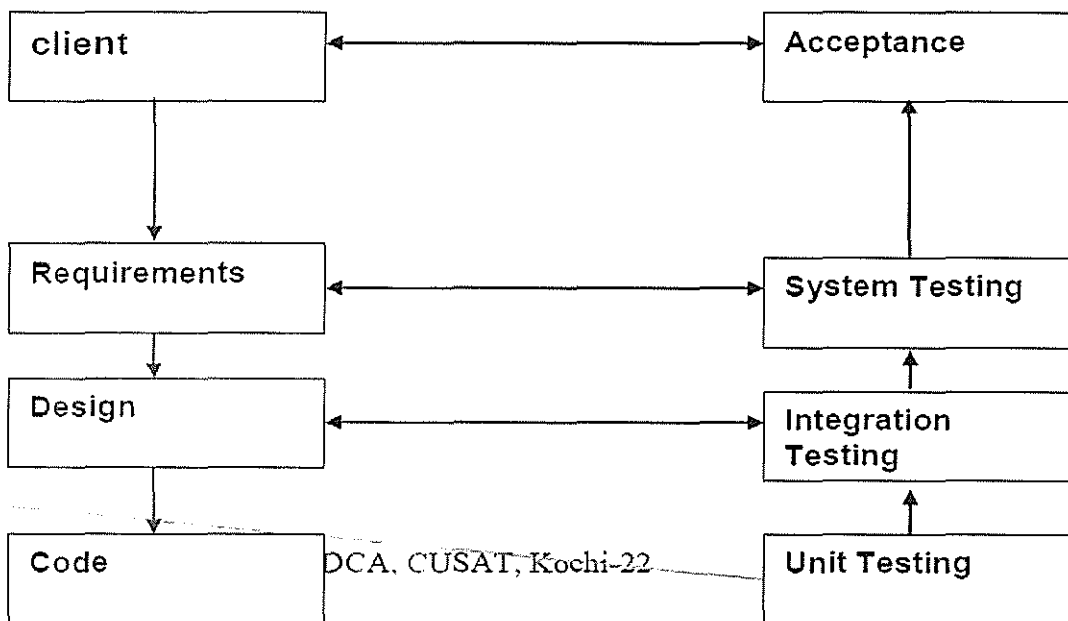 client
Acceptance
Requirements
System Testing
Design
Integration
Testing
Code
DCA, CUSAT, Kochi-22
Unit Testing